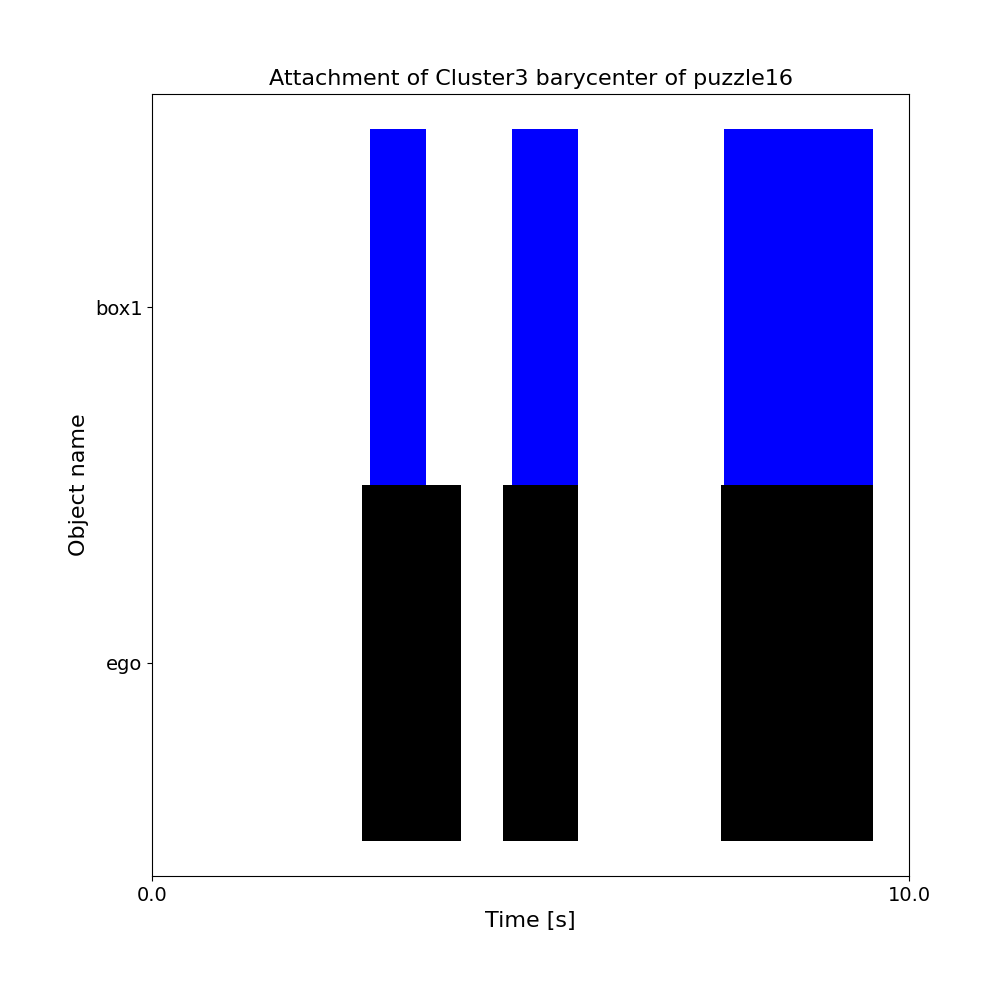 Attachment of Cluster3 barycenter of puzzle16
box1
Object name
ego
0.0
10.0
Time [s]